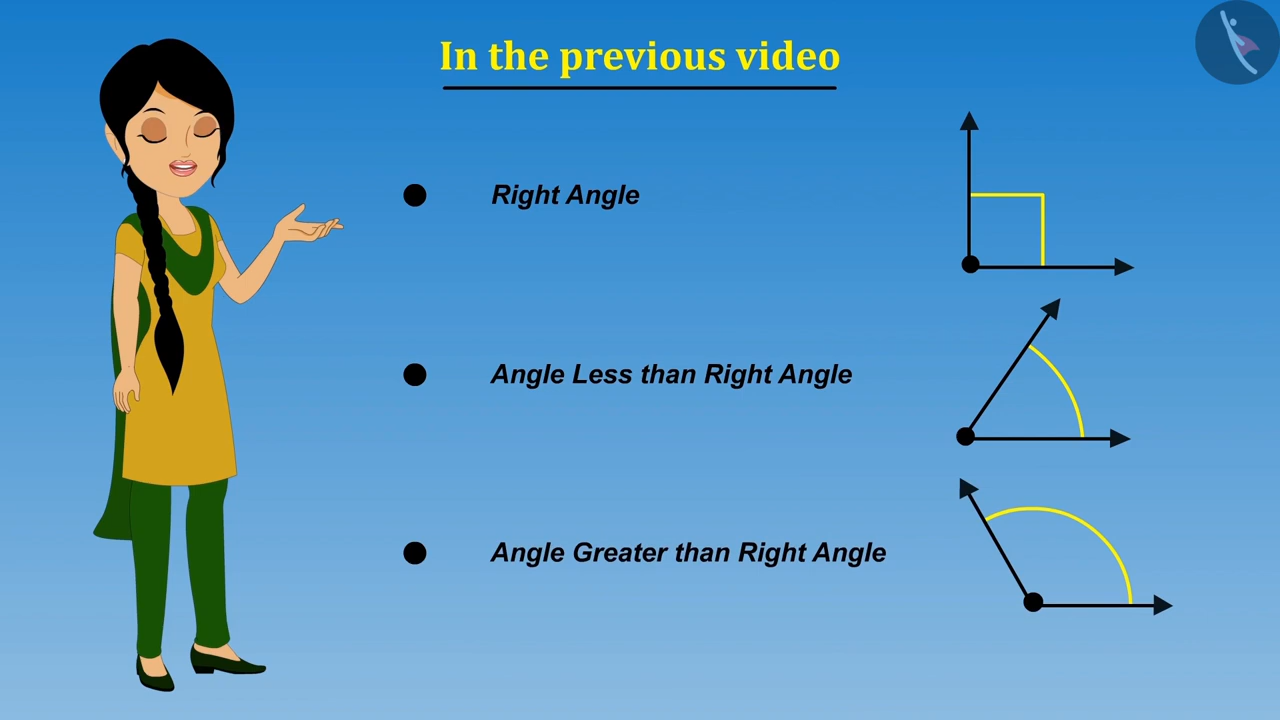 In the previous video
Right Angle
Angle Less than Right Angle
Angle Greater than Right Angle